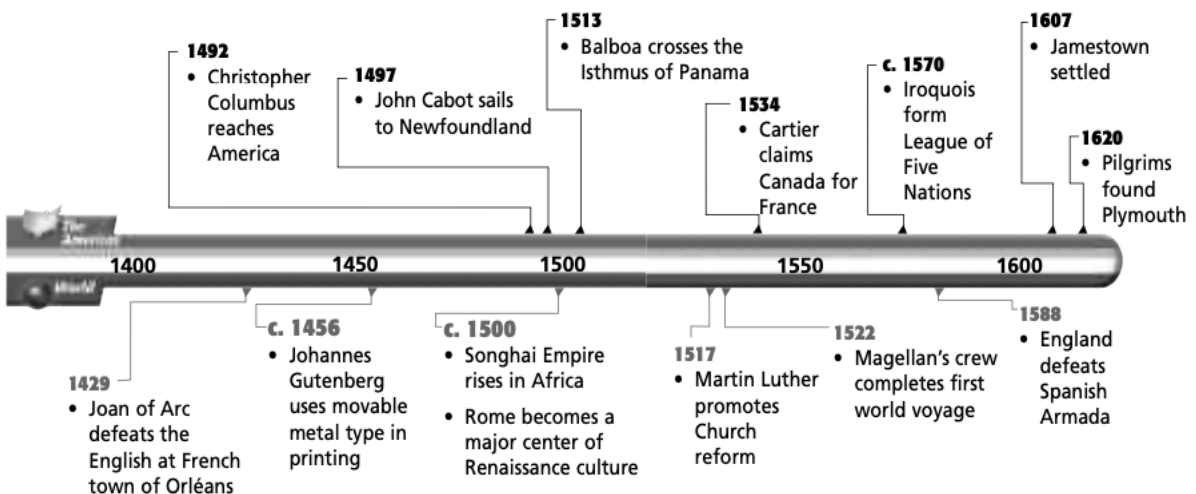 1492
• Christopher
Columbus
reaches
America
1497
• John Cabot sails
to Newfoundland
1513
• Balboa crosses the
Isthmus of Panama
1534
• Cartier
claims
Canada for
France
c. 1570
• Iroquois
form
League of
Five
Nations
1607
• Jamestown
settled
1620
• Pilgrims
found
Plymouth
The
World
1400 1450 1500 1550 1600
1429
• Joan of Arc
defeats the
English at French
town of Orléans
c. 1456
• Johannes
Gutenberg
uses movable
metal type in
printing
c. 1500
• Songhai Empire
rises in Africa
• Rome becomes a
major center of
Renaissance culture
1517
• Martin Luther
promotes
Church
reform
1522
• Magellan’s crew
completes first
world voyage
1588
• England
defeats
Spanish
Armada